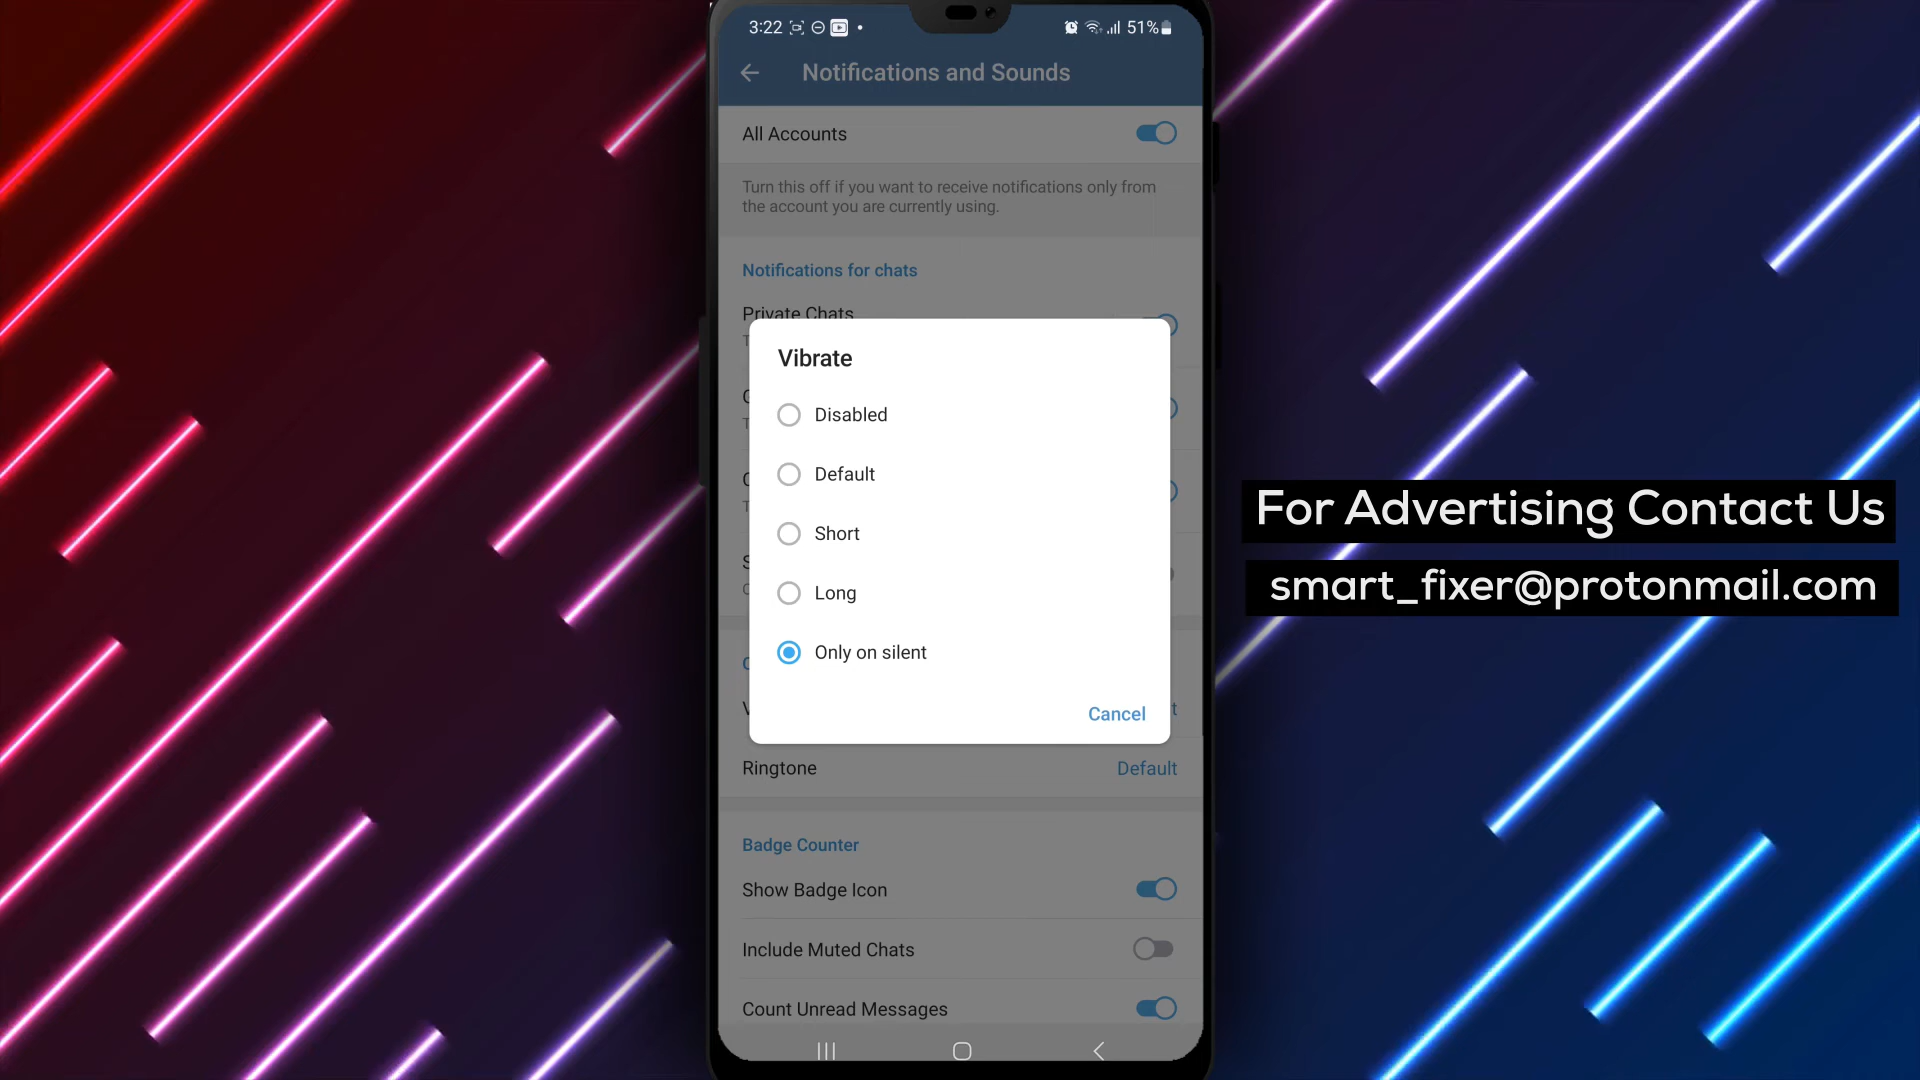 3:22
51%
Notifications and Sounds
All Accounts
Turn this off if you want to receive notifications only from
the account you are currently using.
Notifications for chats
Private Chats
Vibrate
Disabled
Default
Short
Long
Only on silent
Cancel
Ringtone
Default
Badge Counter
Show Badge Icon
Include Muted Chats
Count Unread Messages
For Advertising Contact Us
smart_fixer@protonmail.com